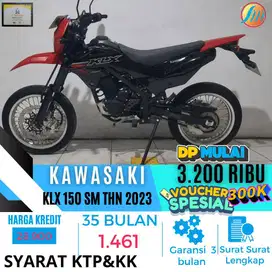 KLX
KAWASAKI
KLX 150 SM THN 2023
DP MULAI
3.200 RIBU
VOUCHER 300K
SPESIAL
HARGA KREDIT
35 BULAN
1.461
SYARAT KTP&KK
Garansi
3
bulan
Surat Surat
Lengkap